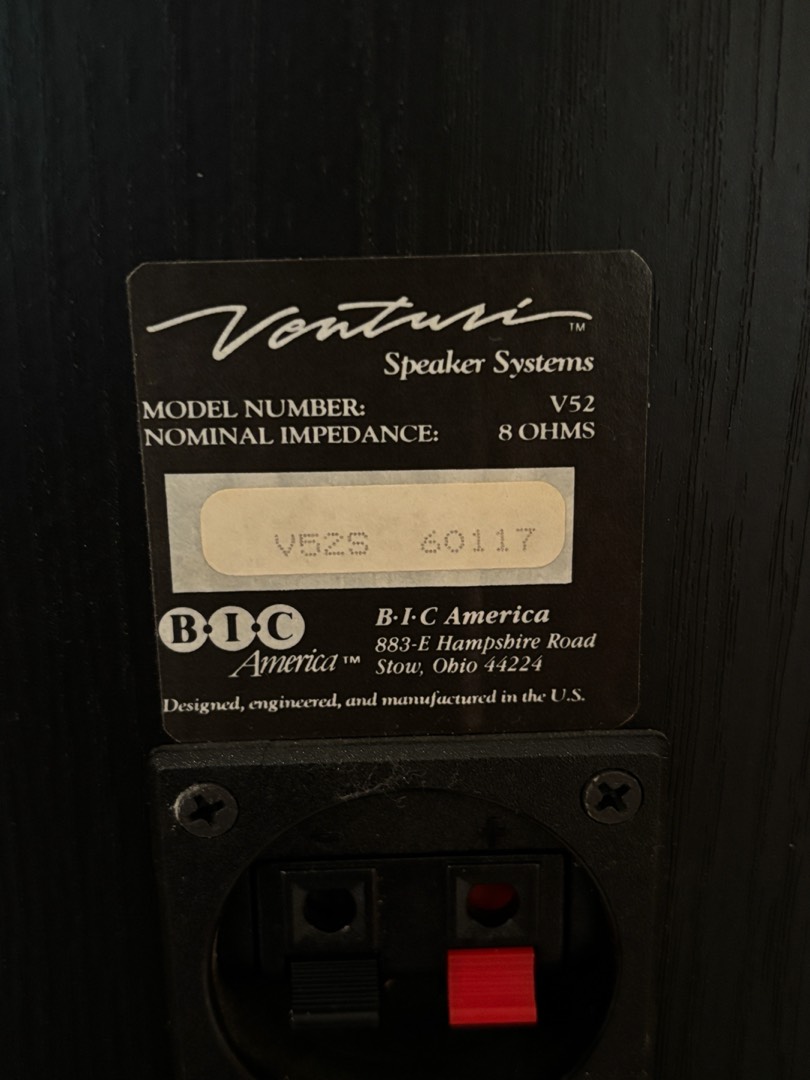 Venturi™
Speaker Systems
MODEL NUMBER: V52
NOMINAL IMPEDANCE: 8 OHMS
V52S 60117
B·I·C
America™
B·I·C America
883-E Hampshire Road
Stow, Ohio 44224
Designed, engineered, and manufactured in the U.S.